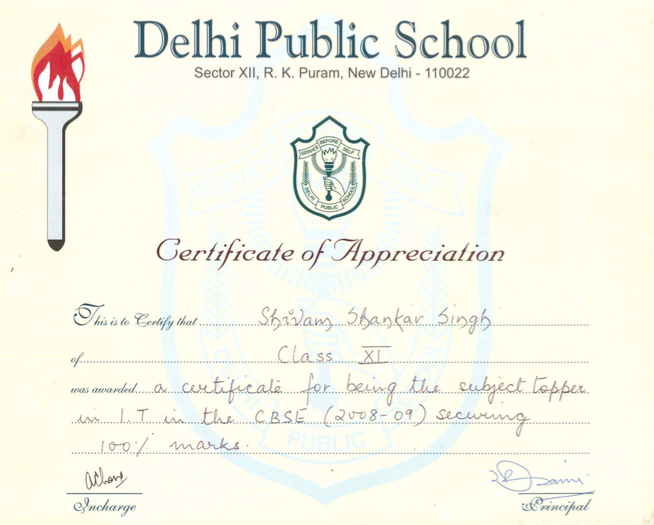 Delhi Public School
Sector XII, R. K. Puram, New Delhi - 110022
SERVICE BEFORE SELF
DELHI PUBLIC SCHOOL
Certificate of Appreciation
This is to Certify that Shivam Shankar Singh
of Class XI
was awarded a certificate for being the subject topper
in I.T in the CBSE (2008-09) securing
100% marks.
Incharge Principal